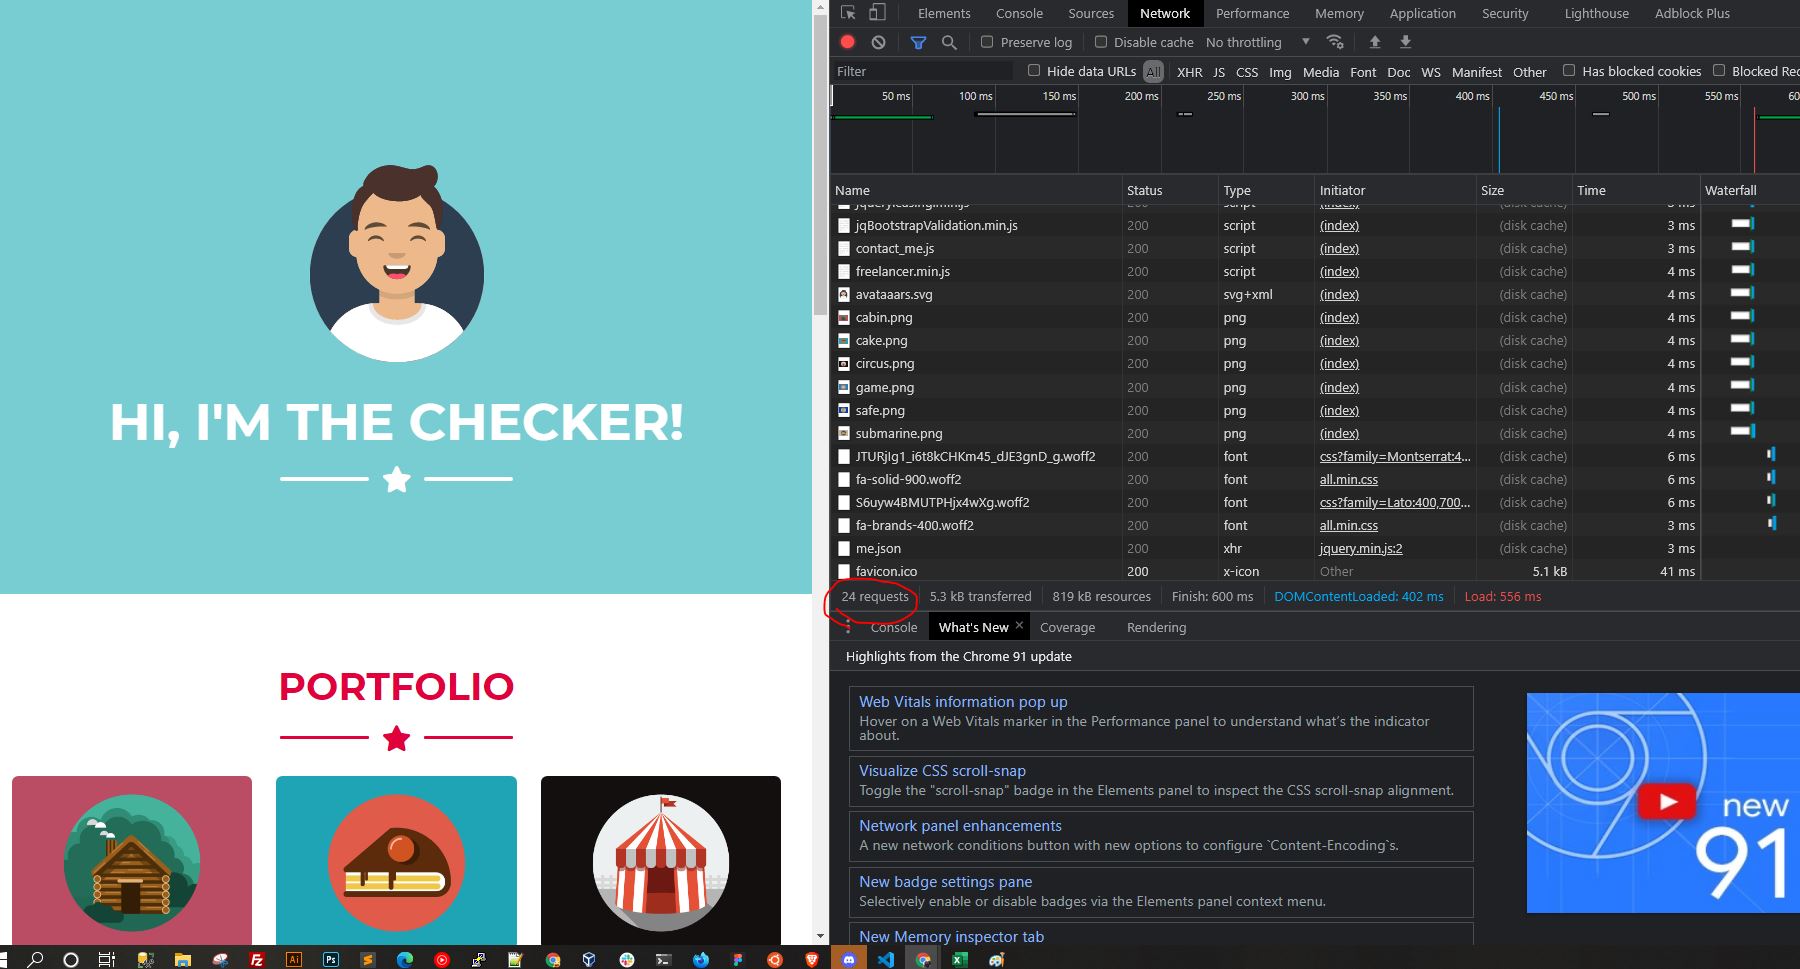 HI, I'M THE CHECKER!
PORTFOLIO
Elements Console Sources Network Performance Memory Application Security Lighthouse Adblock Plus
Preserve log Disable cache No throttling
Filter Hide data URLs All XHR JS CSS Img Media Font Doc WS Manifest Other Has blocked cookies Blocked Rec
50 ms 100 ms 150 ms 200 ms 250 ms 300 ms 350 ms 400 ms 450 ms 500 ms 550 ms 60
Name Status Type Initiator Size Time Waterfall
jquery.easing.min.js 200 script (index) (disk cache) 3 ms
jqBootstrapValidation.min.js 200 script (index) (disk cache) 3 ms
contact_me.js 200 script (index) (disk cache) 3 ms
freelancer.min.js 200 script (index) (disk cache) 4 ms
avataaars.svg 200 svg+xml (index) (disk cache) 4 ms
cabin.png 200 png (index) (disk cache) 4 ms
cake.png 200 png (index) (disk cache) 4 ms
circus.png 200 png (index) (disk cache) 4 ms
game.png 200 png (index) (disk cache) 4 ms
safe.png 200 png (index) (disk cache) 4 ms
submarine.png 200 png (index) (disk cache) 4 ms
JTURjIg1_i6t8kCHKm45_dJE3gnD_g.woff2 200 font css?family=Montserrat:4... (disk cache) 6 ms
fa-solid-900.woff2 200 font all.min.css (disk cache) 6 ms
S6uyw4BMUTPHjx4wXg.woff2 200 font css?family=Lato:400,700... (disk cache) 6 ms
fa-brands-400.woff2 200 font all.min.css (disk cache) 3 ms
me.json 200 xhr jquery.min.js:2 (disk cache) 3 ms
favicon.ico 200 x-icon Other 5.1 kB 41 ms
24 requests 5.3 kB transferred 819 kB resources Finish: 600 ms DOMContentLoaded: 402 ms Load: 556 ms
Console What's New × Coverage Rendering
Highlights from the Chrome 91 update
Web Vitals information pop up
Hover on a Web Vitals marker in the Performance panel to understand what's the indicator
about.
Visualize CSS scroll-snap
Toggle the "scroll-snap" badge in the Elements panel to inspect the CSS scroll-snap alignment.
Network panel enhancements
A new network conditions button with new options to configure `Content-Encoding`s.
New badge settings pane
Selectively enable or disable badges via the Elements panel context menu.
New Memory inspector tab
new
91
Fz Ai Ps